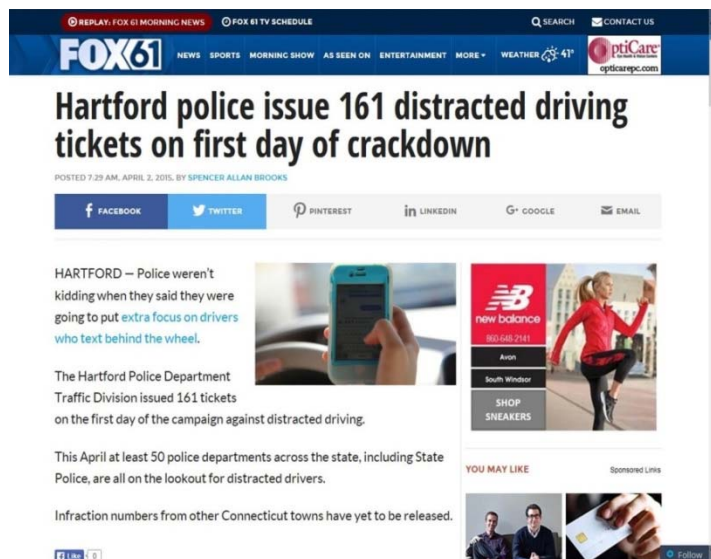 REPLAY: FOX 61 MORNING NEWS
FOX 61 TV SCHEDULE
SEARCH
CONTACT US
FOX61
NEWS SPORTS MORNING SHOW AS SEEN ON ENTERTAINMENT MORE
WEATHER 41°
OptiCare
opticarepc.com
Hartford police issue 161 distracted driving
tickets on first day of crackdown
POSTED 7:29 AM, APRIL 2, 2015, BY SPENCER ALLAN BROOKS
FACEBOOK
TWITTER
PINTEREST
LINKEDIN
GOOGLE
EMAIL
HARTFORD — Police weren't
kidding when they said they were
going to put extra focus on drivers
who text behind the wheel.
The Hartford Police Department
Traffic Division issued 161 tickets
on the first day of the campaign against distracted driving.
This April at least 50 police departments across the state, including State
Police, are all on the lookout for distracted drivers.
Infraction numbers from other Connecticut towns have yet to be released.
Like 0
NB
new balance
860-648-2141
Avon
South Windsor
SHOP
SNEAKERS
YOU MAY LIKE
Sponsored Links
Follow